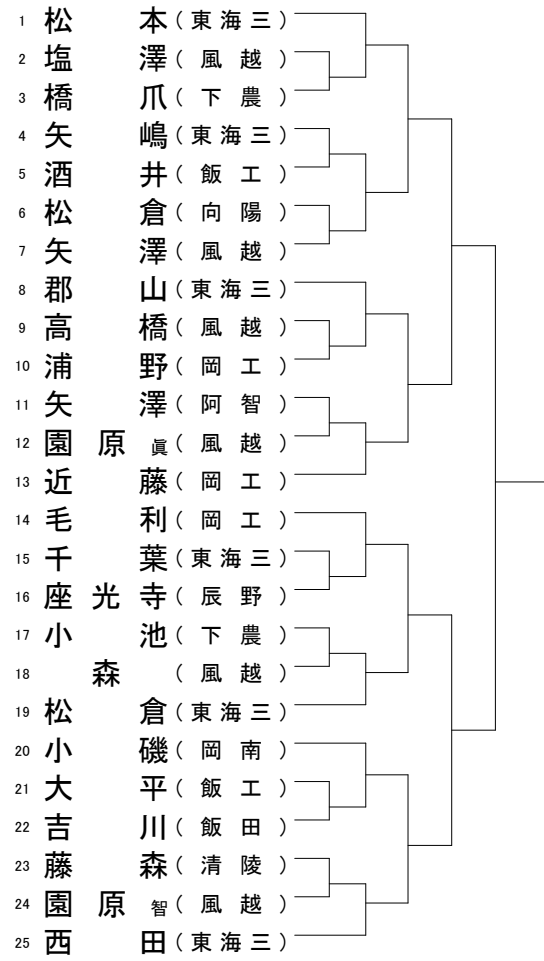 1 松本(東海三)
2 塩澤(風越)
3 橋爪(下農)
4 矢嶋(東海三)
5 酒井(飯工)
6 松倉(向陽)
7 矢澤(風越)
8 郡山(東海三)
9 高橋(風越)
10 浦野(岡工)
11 矢澤(阿智)
12 園原眞(風越)
13 近藤(岡工)
14 毛利(岡工)
15 千葉(東海三)
16 座光寺(辰野)
17 小池(下農)
18 森(風越)
19 松倉(東海三)
20 小磯(岡南)
21 大平(飯工)
22 吉川(飯田)
23 藤森(清陵)
24 園原智(風越)
25 西田(東海三)